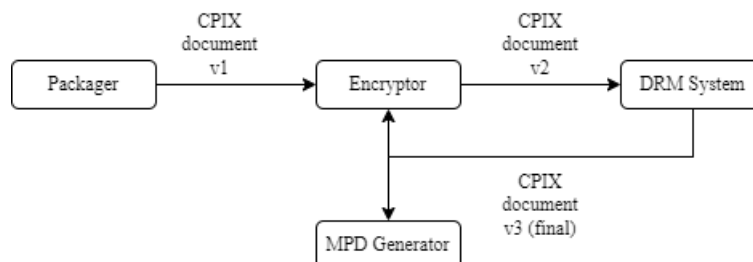 CPIX
document
v1
CPIX
document
v2
Packager
Encryptor
DRM System
CPIX
document
v3 (final)
MPD Generator